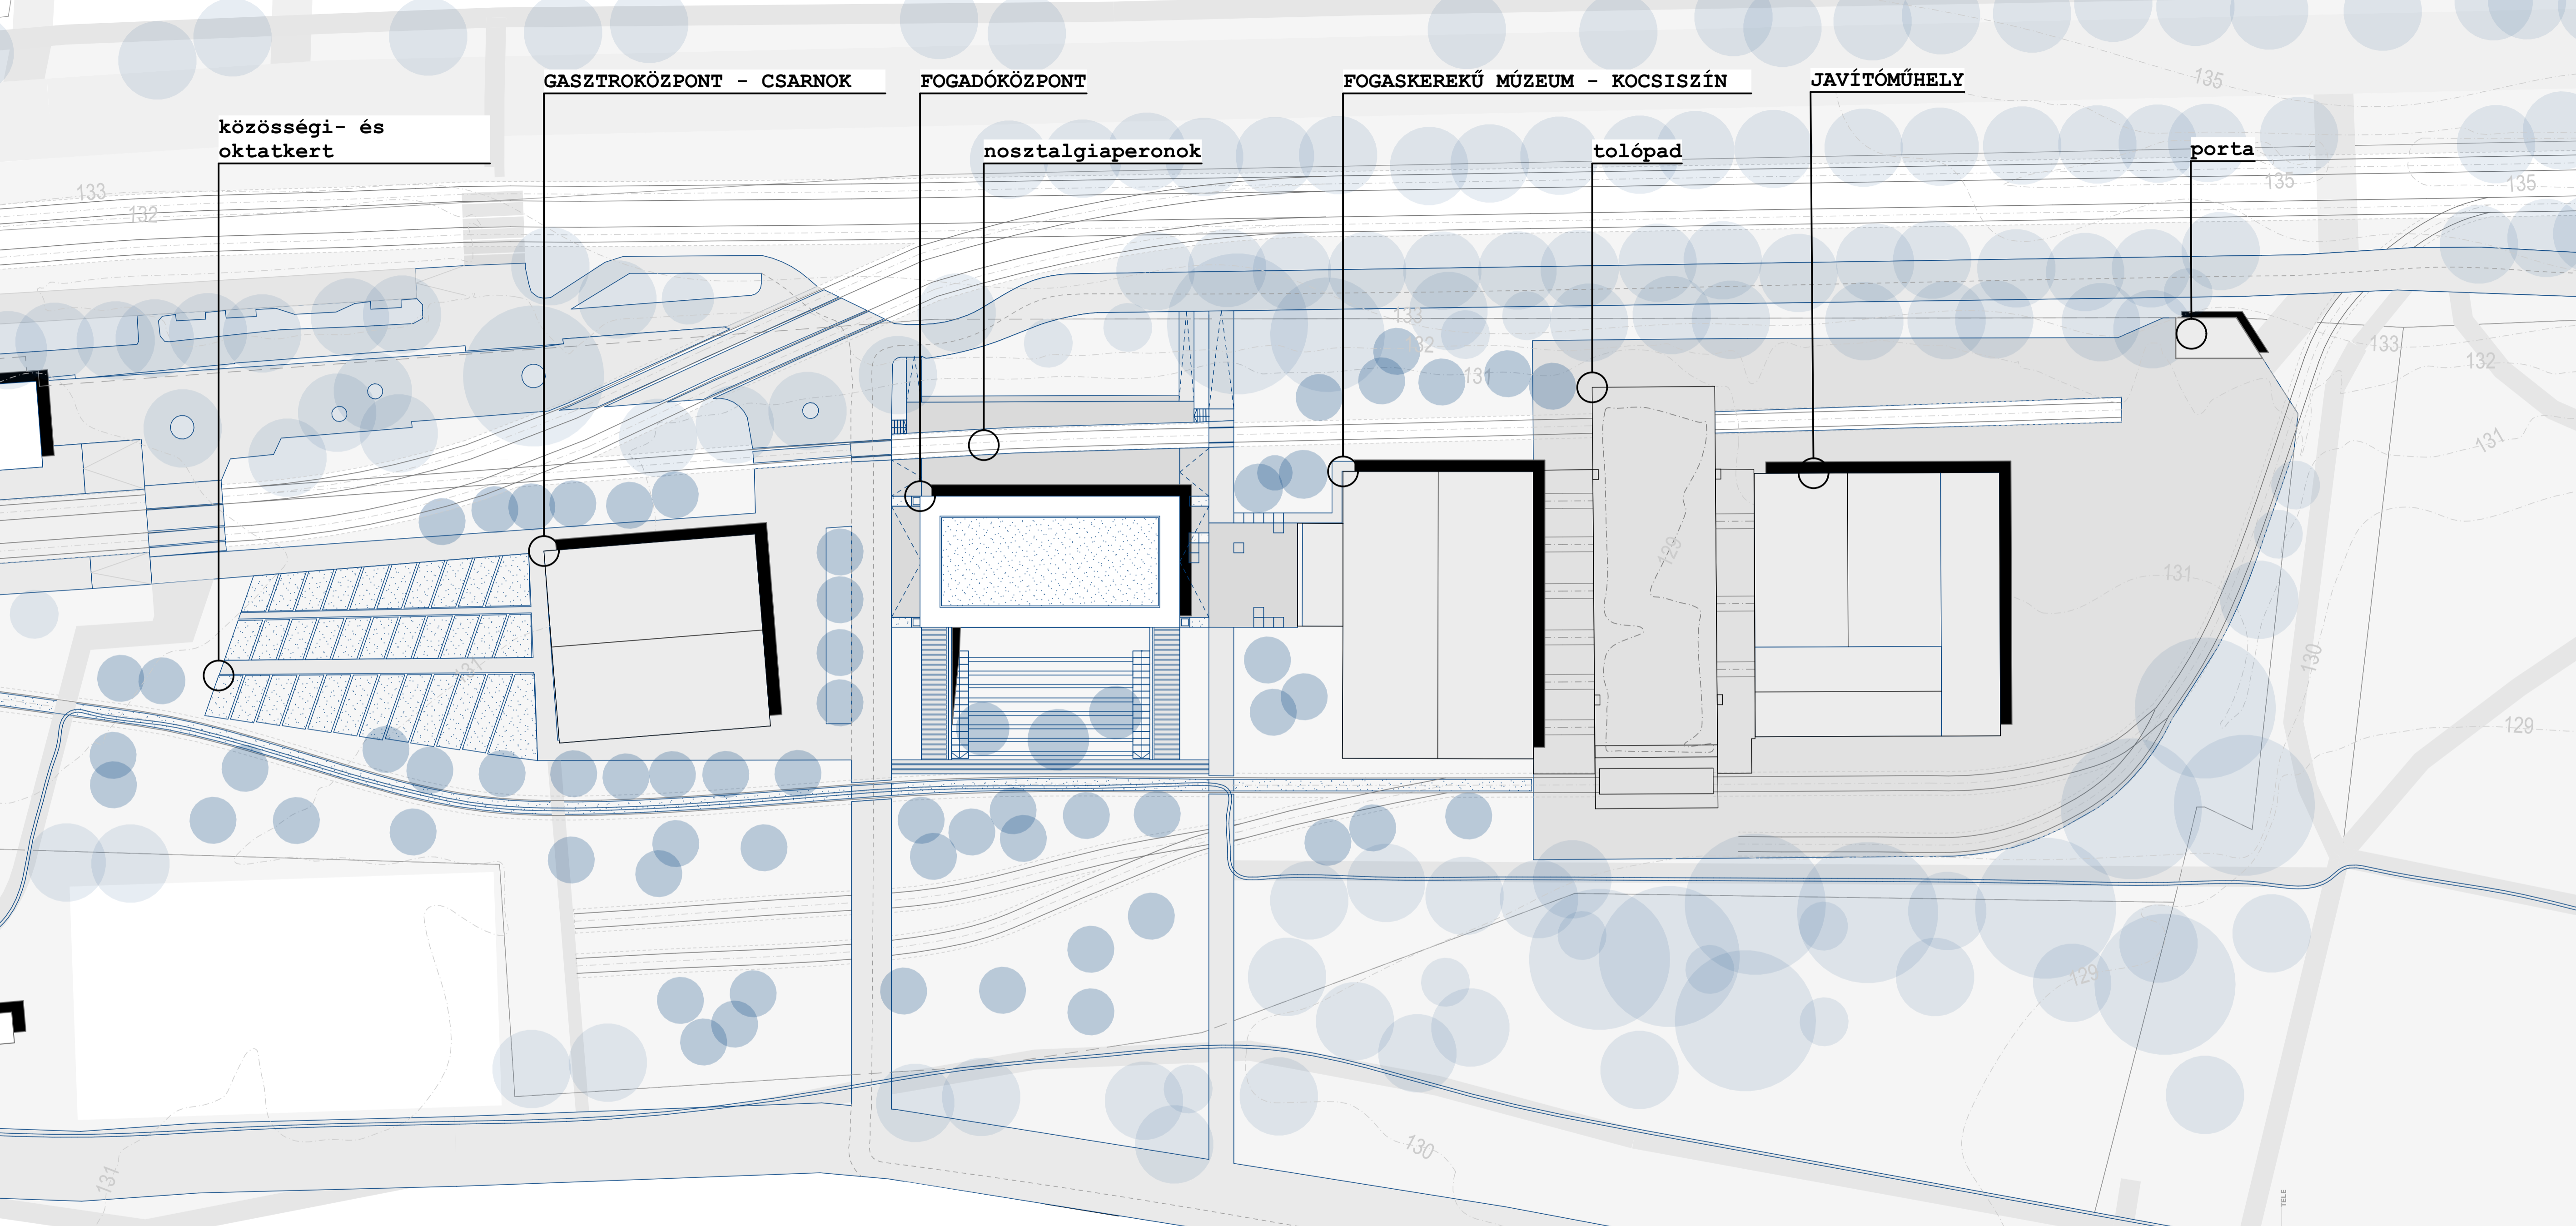 GASZTROKÖZPONT - CSARNOK
FOGADÓKÖZPONT
FOGASKEREKŰ MÚZEUM - KOCSISZÍN
JAVÍTÓMŰHELY
közösségi- és
oktatkert
nosztalgiaperonok
tolópad
porta
135
133
132
135
135
133
132
131
133
132
131
129
131
131
130
129
129
130
131
TELE